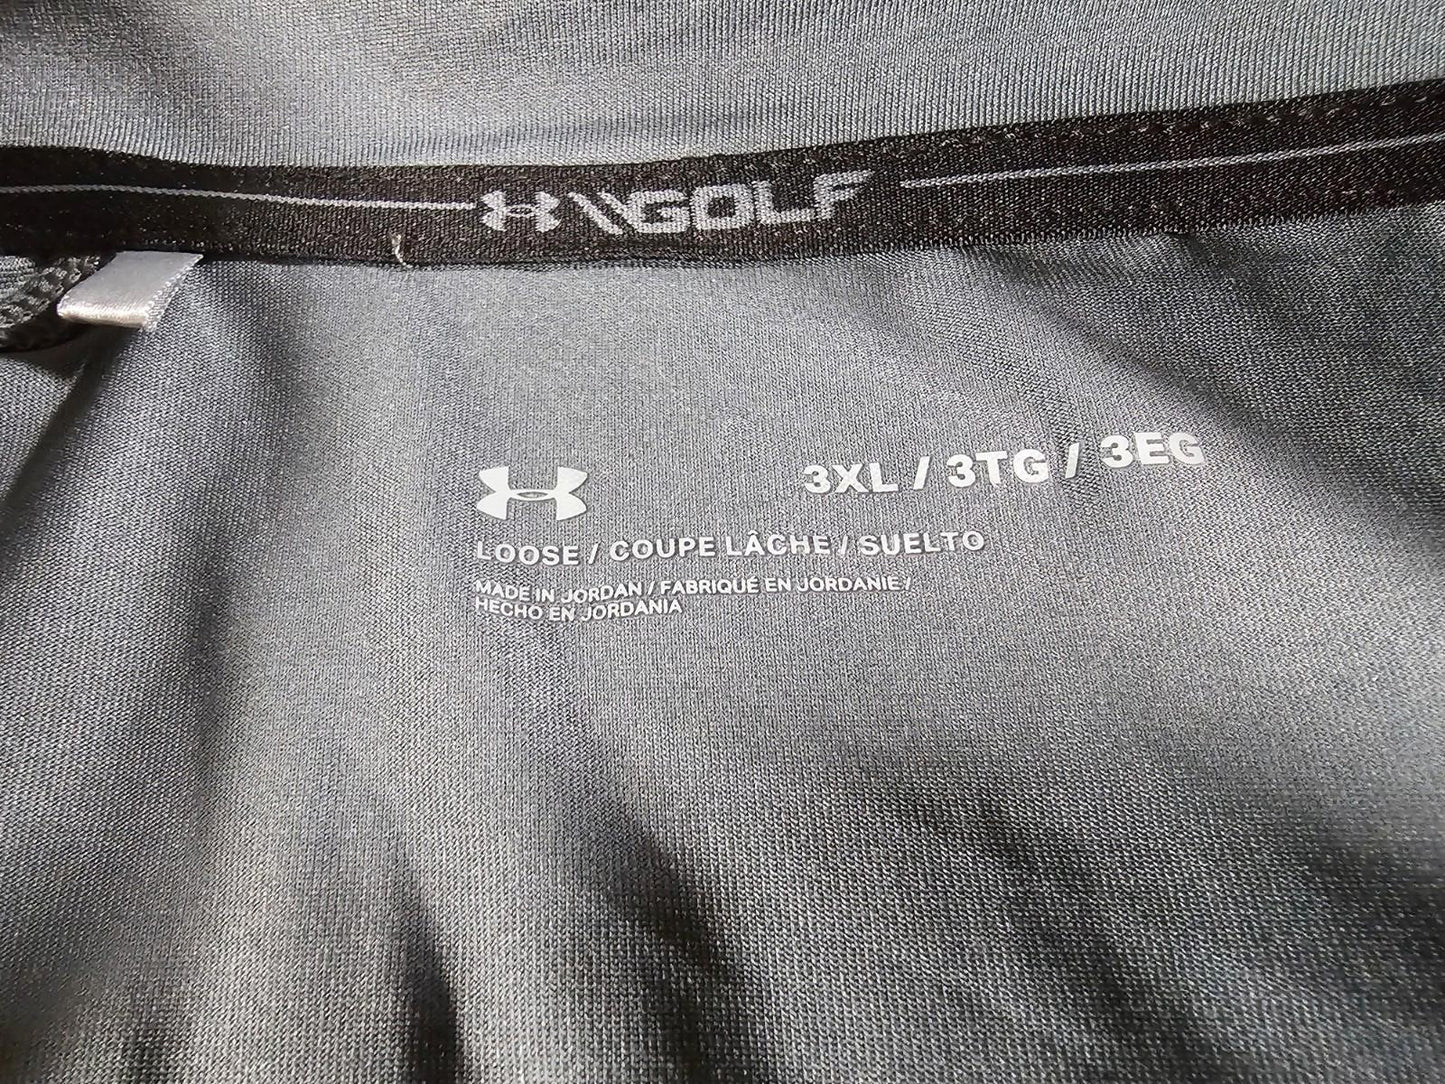 \\GOLF
3XL / 3TG / 3EG
LOOSE / COUPE LÂCHE / SUELTO
MADE IN JORDAN / FABRIQUÉ EN JORDANIE /
HECHO EN JORDANIA